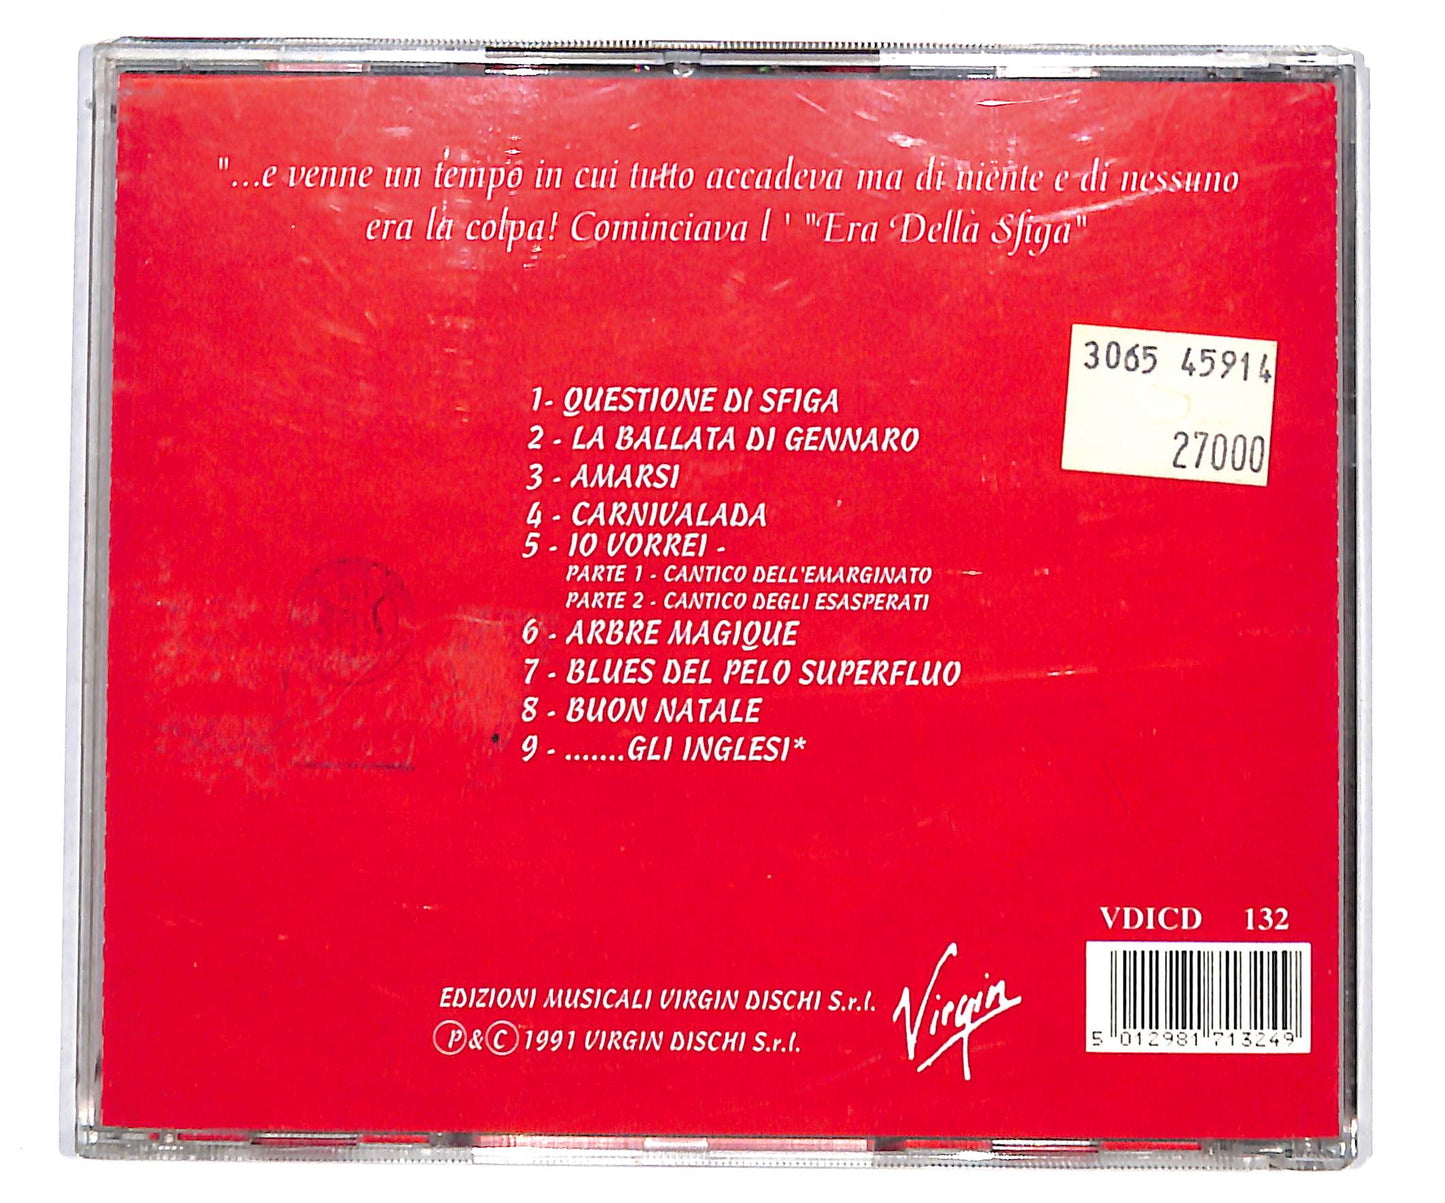 "...e venne un tempo in cui tutto accadeva ma di niente e di nessuno
era la colpa! Cominciava l ' "Era Della Sfiga"
3065 45914
27000
1- QUESTIONE DI SFIGA
2 - LA BALLATA DI GENNARO
3 - AMARSI
4 - CARNIVALADA
5 - IO VORREI -
PARTE 1 - CANTICO DELL'EMARGINATO
PARTE 2 - CANTICO DEGLI ESASPERATI
6 - ARBRE MAGIQUE
7 - BLUES DEL PELO SUPERFLUO
8 - BUON NATALE
9 - .......GLI INGLESI*
VDICD 132
EDIZIONI MUSICALI VIRGIN DISCHI S.r.l.
Ⓟ&Ⓒ 1991 VIRGIN DISCHI S.r.l.
Virgin
5 012981 713249